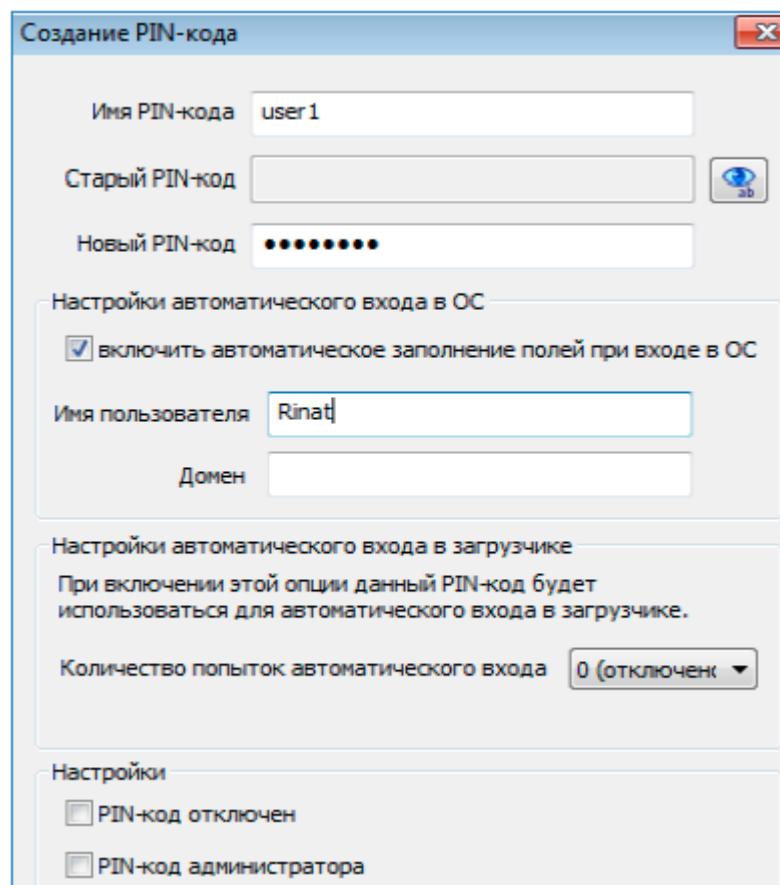 Создание PIN-кода
Имя PIN-кода user1
Старый PIN-код
ab
Новый PIN-код ••••••••
Настройки автоматического входа в ОС
включить автоматическое заполнение полей при входе в ОС
Имя пользователя Rinat
Домен
Настройки автоматического входа в загрузчике
При включении этой опции данный PIN-код будет
использоваться для автоматического входа в загрузчике.
Количество попыток автоматического входа 0 (отключенс
Настройки
PIN-код отключен
PIN-код администратора